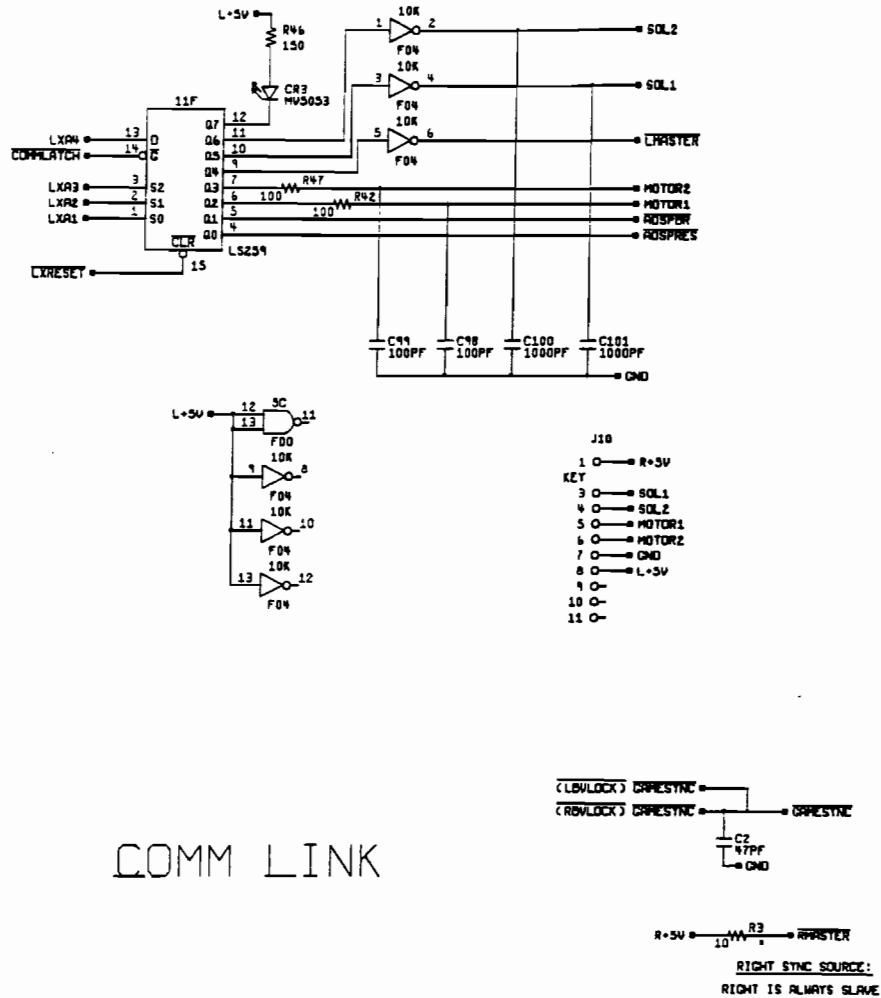 L+5V
R46
150
CR3
MV5053
11F
LXA4 13 D
COMMLATCH 14 G
LXA3 3 S2
LXA2 2 S1
LXA1 1 S0
CLR
15
LXRESET
Q7 12
Q6 11
Q5 10
Q4 9
Q3 7
Q2 6
Q1 5
Q0 4
LS259
10K
1 2
F04
SOL2
10K
3 4
F04
SOL1
10K
5 6
F04
LMASTER
R47
100
MOTOR2
R42
100
MOTOR1
AOSPRES
C99
100PF
C98
100PF
C100
1000PF
C101
1000PF
GND
L+5V
5C
12
13
11
F00
10K
9 8
F04
10K
11 10
F04
10K
13 12
F04
J10
1 R+5V
KEY
3 SOL1
4 SOL2
5 MOTOR1
6 MOTOR2
7 GND
8 L+5V
9
10
11
(LBVLOCK) GAMESYNC
(RBVLOCK) GAMESYNC
GAMESYNC
C2
47PF
GND
COMM LINK
R+5V
R3
10 *
RMASTER
RIGHT SYNC SOURCE:
RIGHT IS ALWAYS SLAVE